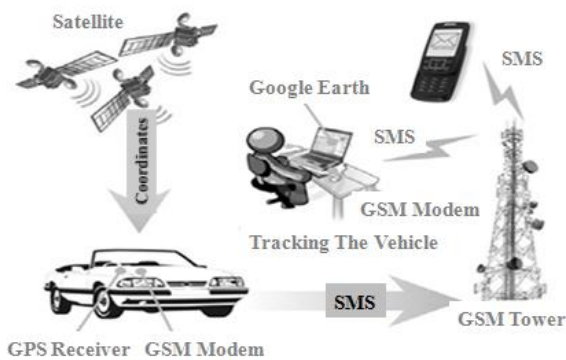 Satellite
SMS
Google Earth
SMS
Coordinates
GSM Modem
Tracking The Vehicle
SMS
GSM Tower
GPS Receiver GSM Modem